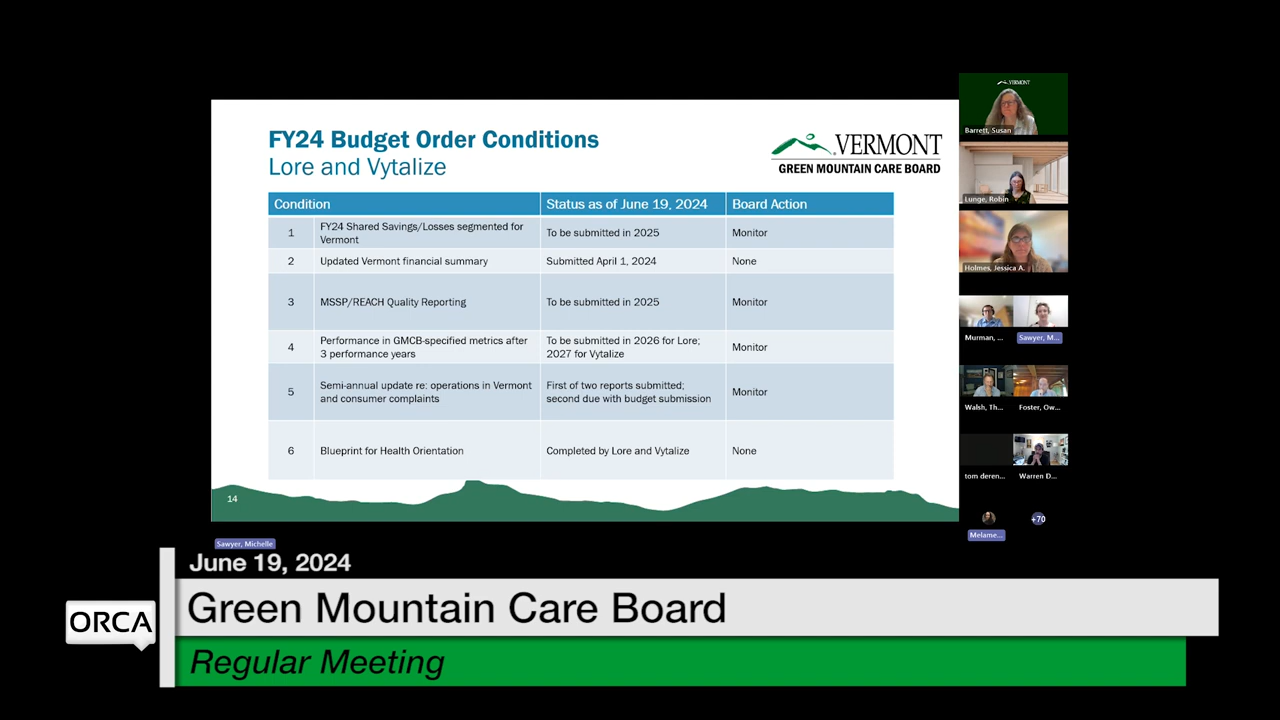 FY24 Budget Order Conditions
Lore and Vytalize
VERMONT
GREEN MOUNTAIN CARE BOARD
Condition Status as of June 19, 2024 Board Action
1 FY24 Shared Savings/Losses segmented for Vermont To be submitted in 2025 Monitor
2 Updated Vermont financial summary Submitted April 1, 2024 None
3 MSSP/REACH Quality Reporting To be submitted in 2025 Monitor
4 Performance in GMCB-specified metrics after 3 performance years To be submitted in 2026 for Lore; 2027 for Vytalize Monitor
5 Semi-annual update re: operations in Vermont and consumer complaints First of two reports submitted; second due with budget submission Monitor
6 Blueprint for Health Orientation Completed by Lore and Vytalize None
14
VERMONT
Barrett, Susan
Lunge, Robin
Holmes, Jessica A.
Murman, ... Sawyer, M...
Walsh, Th... Foster, Ow...
tom deren... Warren D...
+70
Melame...
Sawyer, Michelle
June 19, 2024
ORCA
Green Mountain Care Board
Regular Meeting